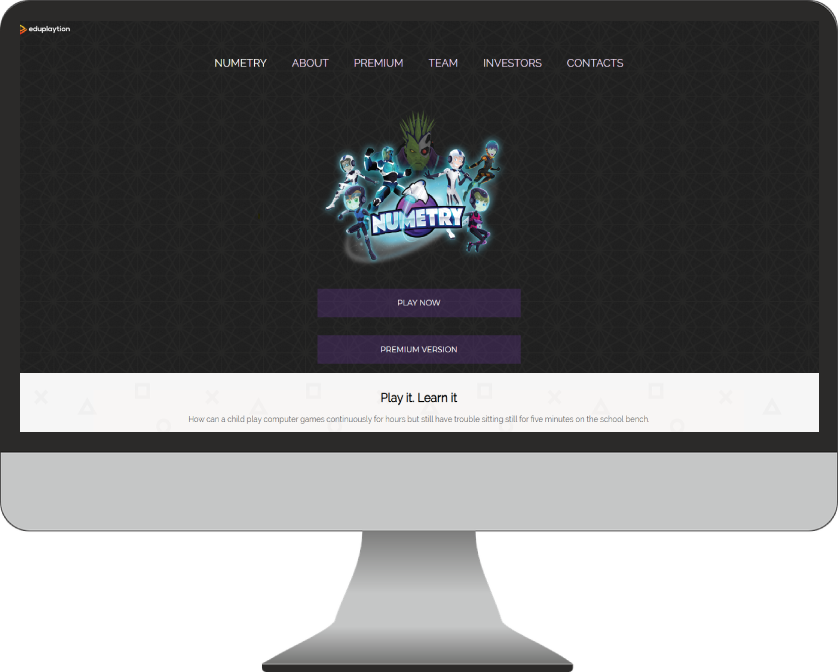 eduplaytion
NUMETRY ABOUT PREMIUM TEAM INVESTORS CONTACTS
NUMETRY
PLAY NOW
PREMIUM VERSION
Play it. Learn it
How can a child play computer games continuously for hours but still have trouble sitting still for five minutes on the school bench.